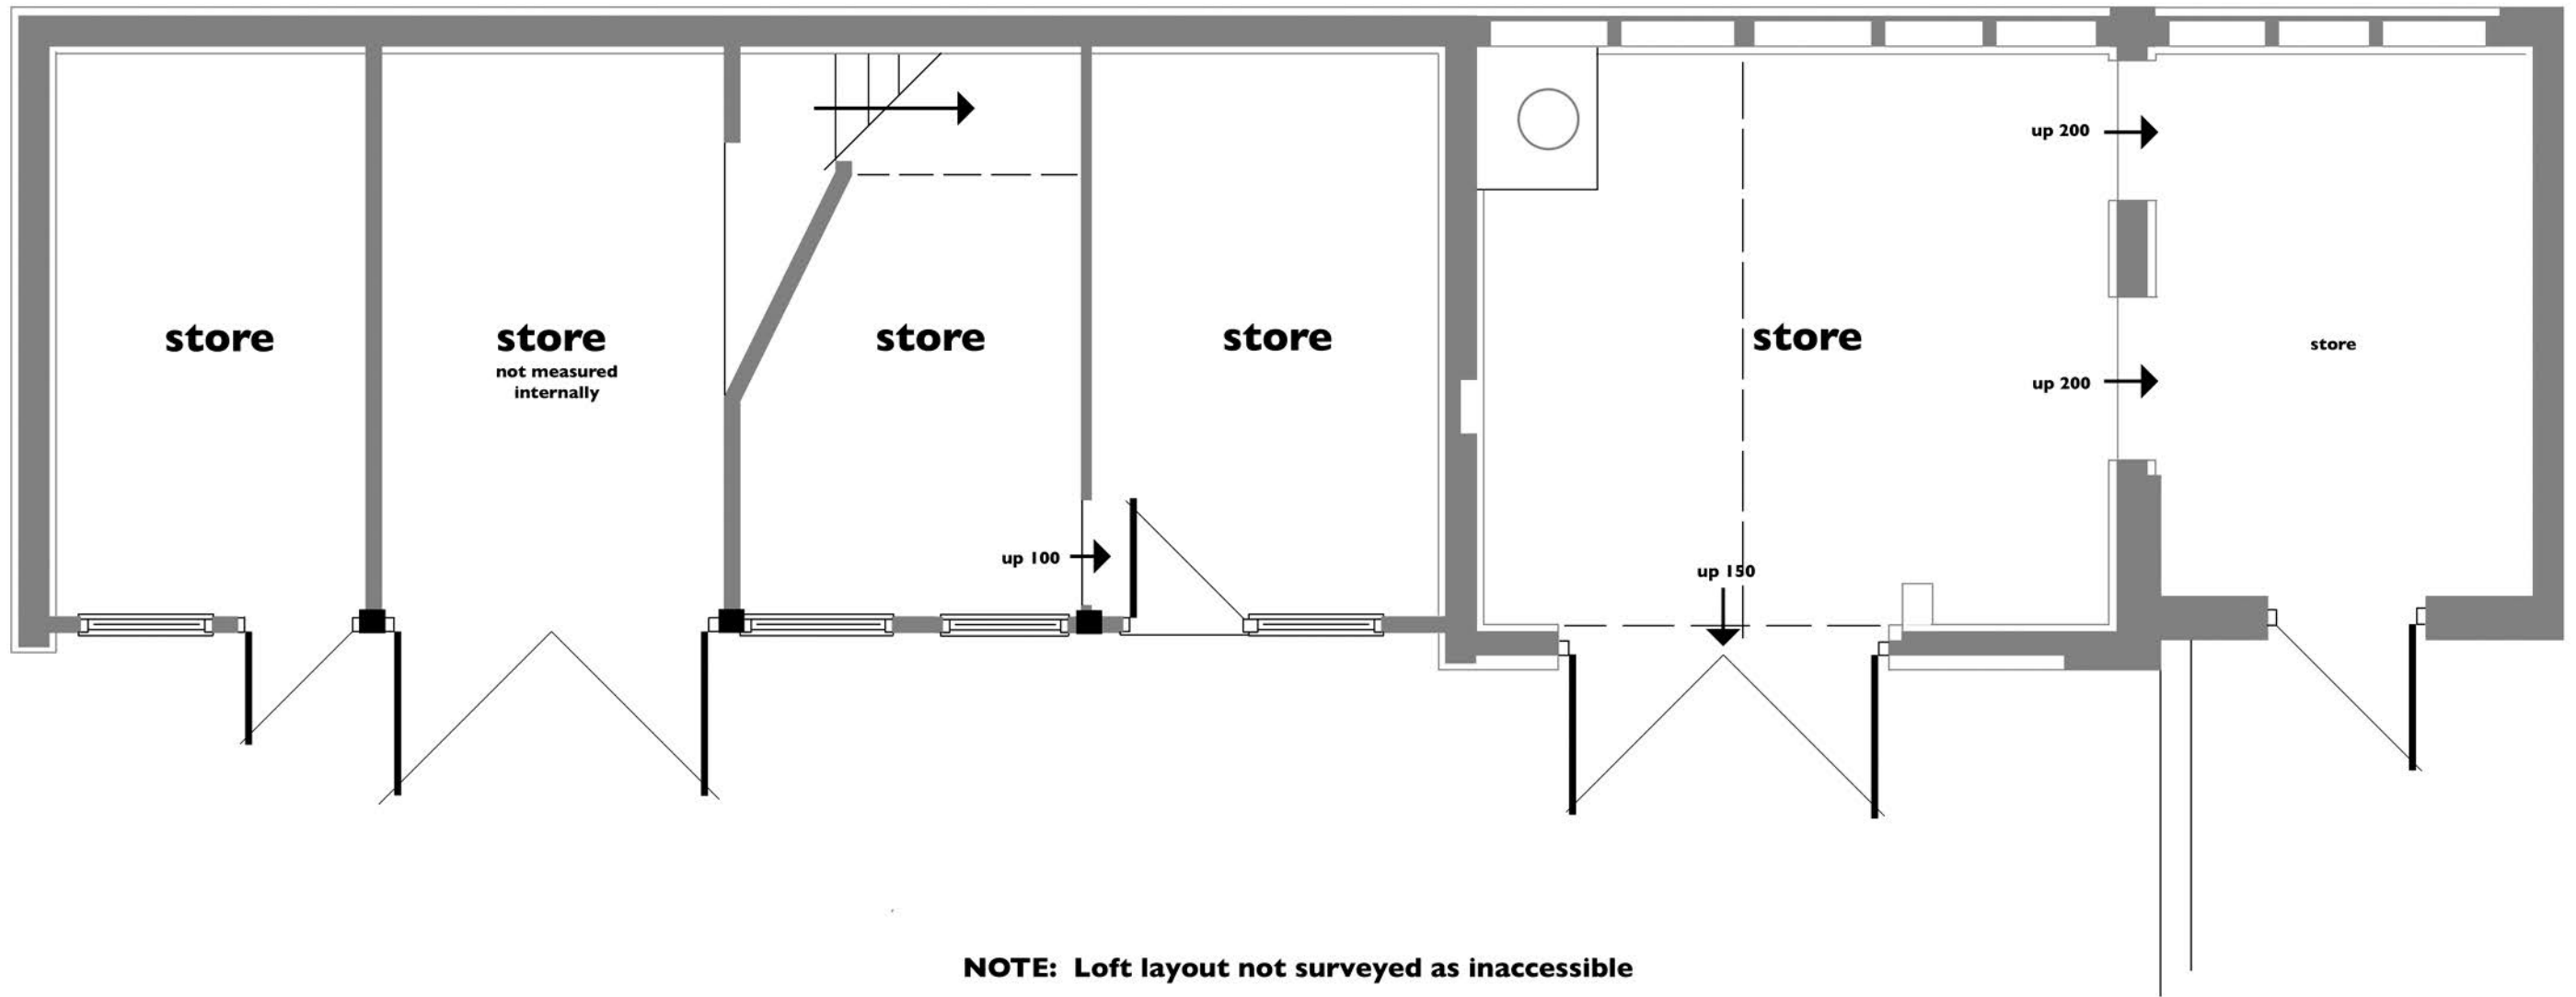 up 200
store
store
not measured
internally
store
store
store
store
up 200
up 100
up 150
NOTE: Loft layout not surveyed as inaccessible